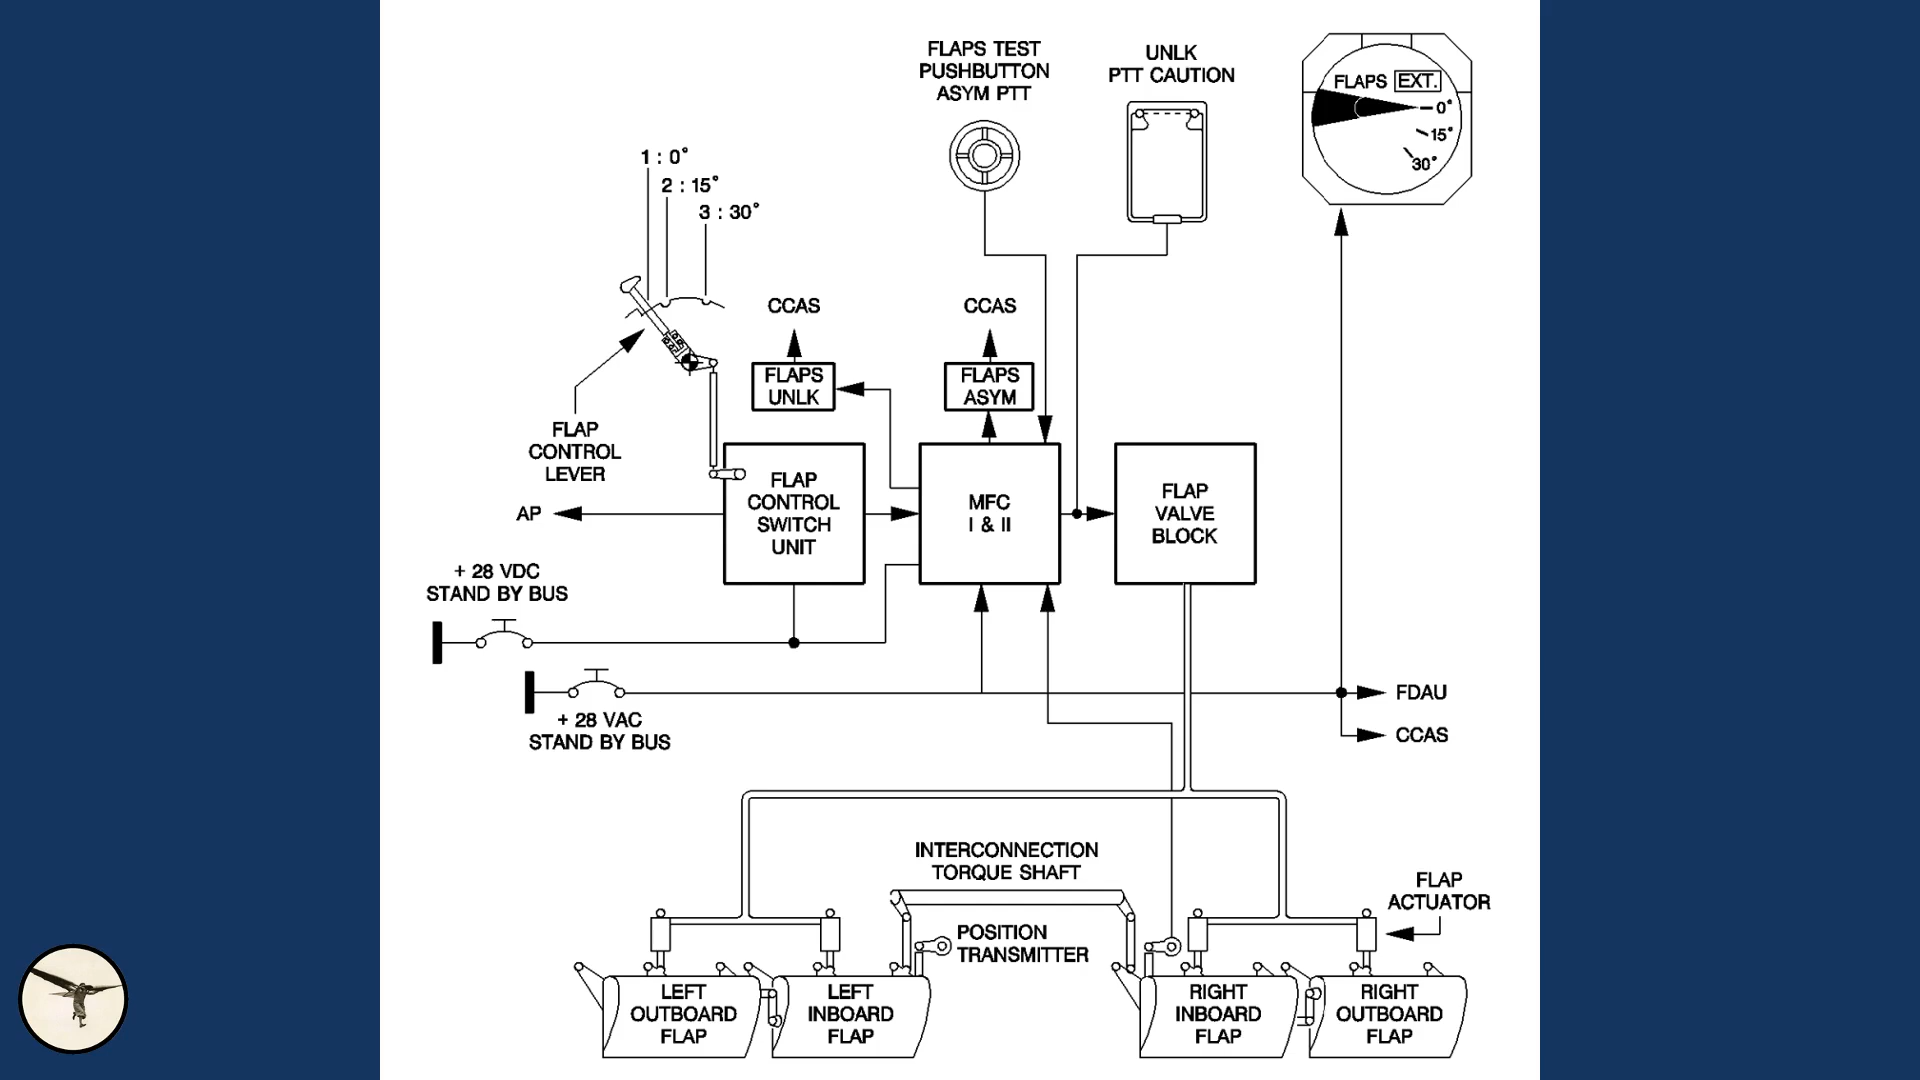 FLAPS TEST
PUSHBUTTON
ASYM PTT
UNLK
PTT CAUTION
FLAPS EXT.
0°
15°
30°
1 : 0°
2 : 15°
3 : 30°
CCAS
CCAS
FLAPS
UNLK
FLAPS
ASYM
FLAP
CONTROL
LEVER
FLAP
CONTROL
SWITCH
UNIT
MFC
I & II
FLAP
VALVE
BLOCK
AP
+ 28 VDC
STAND BY BUS
+ 28 VAC
STAND BY BUS
FDAU
CCAS
INTERCONNECTION
TORQUE SHAFT
FLAP
ACTUATOR
POSITION
TRANSMITTER
LEFT
OUTBOARD
FLAP
LEFT
INBOARD
FLAP
RIGHT
INBOARD
FLAP
RIGHT
OUTBOARD
FLAP